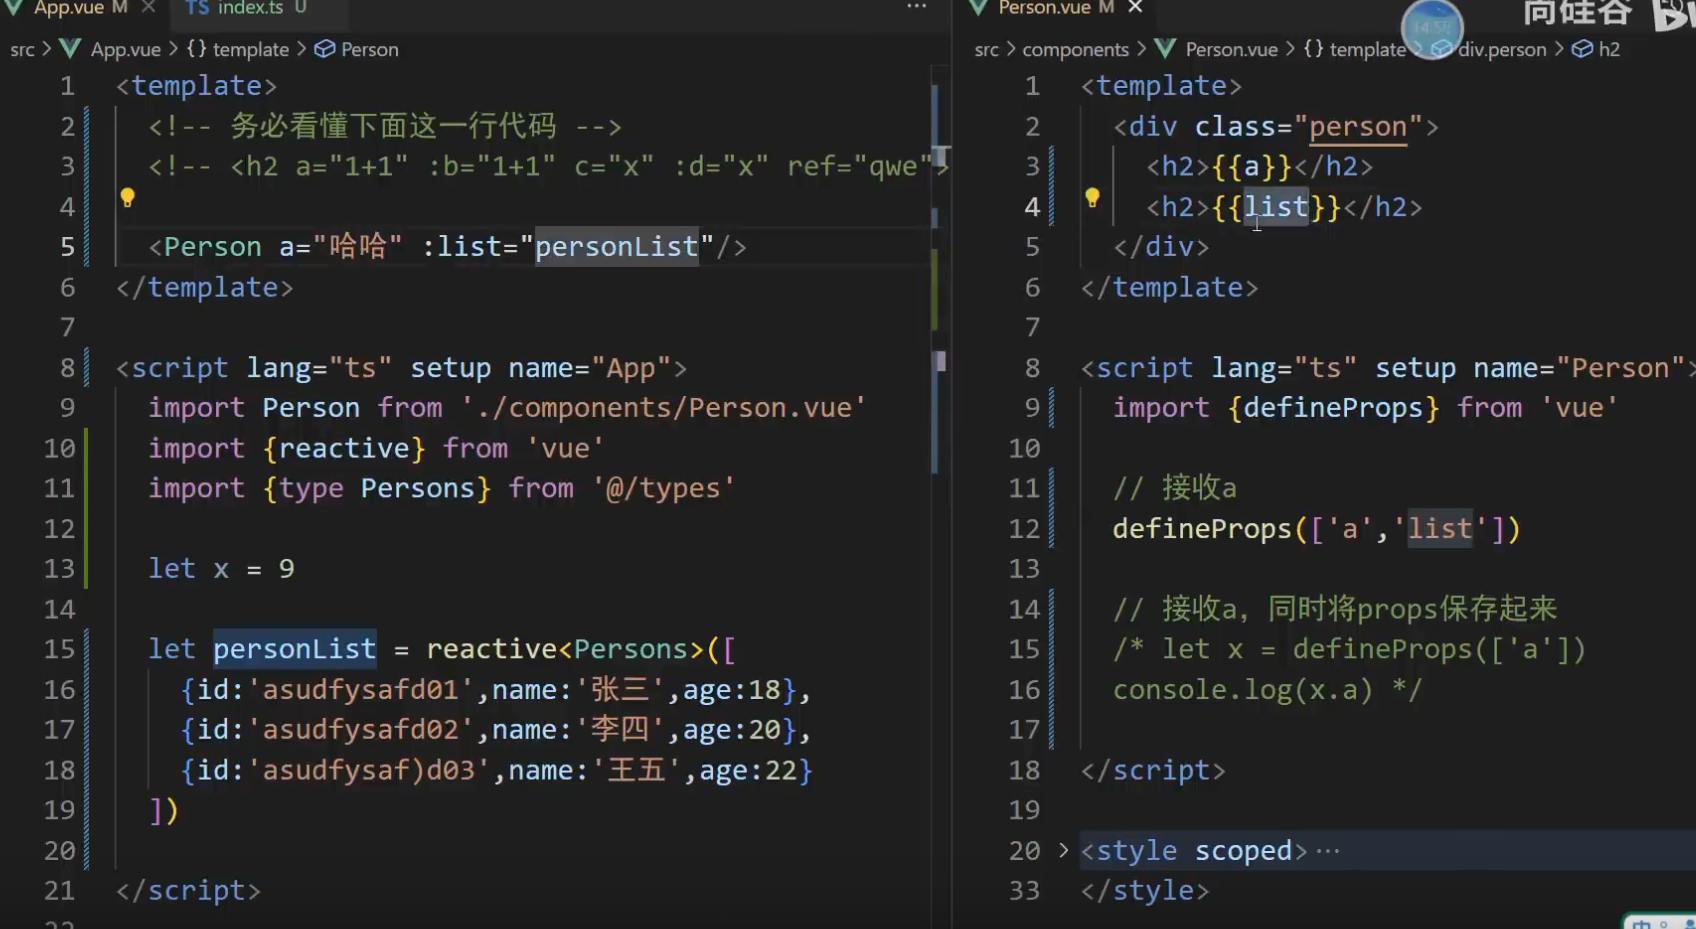 App.vue M
TS index.ts U
src > App.vue > {} template > Person
1 <template>
2 <!-- 务必看懂下面这一行代码 -->
3 <!-- <h2 a="1+1" :b="1+1" c="x" :d="x" ref="qwe">
4
5 <Person a="哈哈" :list="personList"/>
6 </template>
7
8 <script lang="ts" setup name="App">
9 import Person from './components/Person.vue'
10 import {reactive} from 'vue'
11 import {type Persons} from '@/types'
12
13 let x = 9
14
15 let personList = reactive<Persons>([
16 {id:'asudfysafd01',name:'张三',age:18},
17 {id:'asudfysafd02',name:'李四',age:20},
18 {id:'asudfysaf)d03',name:'王五',age:22}
19 ])
20
21 </script>
22
Person.vue M
尚硅谷
14:58
src > components > Person.vue > {} template > div.person > h2
1 <template>
2 <div class="person">
3 <h2>{{a}}</h2>
4 <h2>{{list}}</h2>
5 </div>
6 </template>
7
8 <script lang="ts" setup name="Person">
9 import {defineProps} from 'vue'
10
11 // 接收a
12 defineProps(['a','list'])
13
14 // 接收a，同时将props保存起来
15 /* let x = defineProps(['a'])
16 console.log(x.a) */
17
18 </script>
19
20 > <style scoped> ···
33 </style>